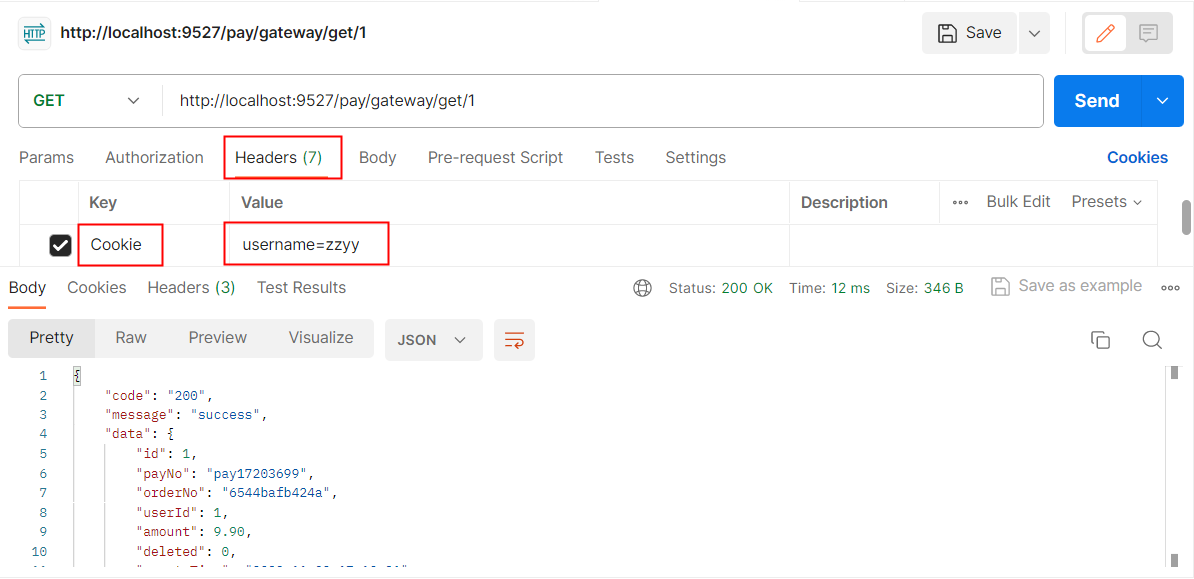 HTTP http://localhost:9527/pay/gateway/get/1 Save
GET http://localhost:9527/pay/gateway/get/1 Send
Params Authorization Headers (7) Body Pre-request Script Tests Settings Cookies
Key Value Description Bulk Edit Presets
Cookie username=zzyy
Body Cookies Headers (3) Test Results Status: 200 OK Time: 12 ms Size: 346 B Save as example
Pretty Raw Preview Visualize JSON
1 {
2 "code": "200",
3 "message": "success",
4 "data": {
5 "id": 1,
6 "payNo": "pay17203699",
7 "orderNo": "6544bafb424a",
8 "userId": 1,
9 "amount": 9.90,
10 "deleted": 0,